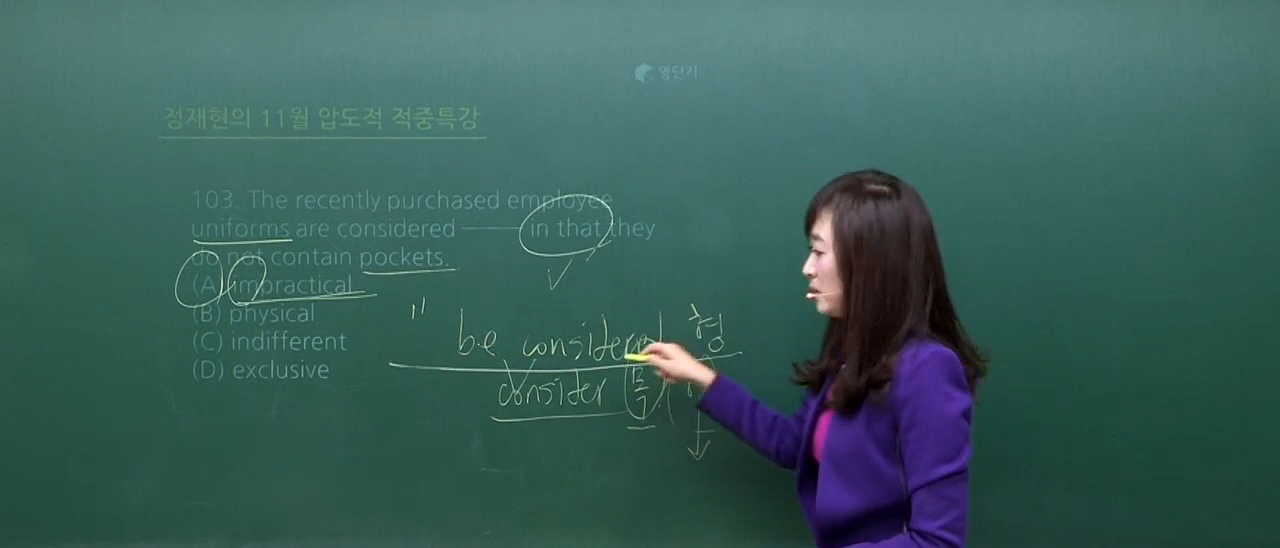 영단기
정재현의 11월 압도적 적중특강
103. The recently purchased employee
uniforms are considered ——— in that they
do not contain pockets.
(A) impractical
(B) physical
(C) indifferent
(D) exclusive
" be considered 형
consider